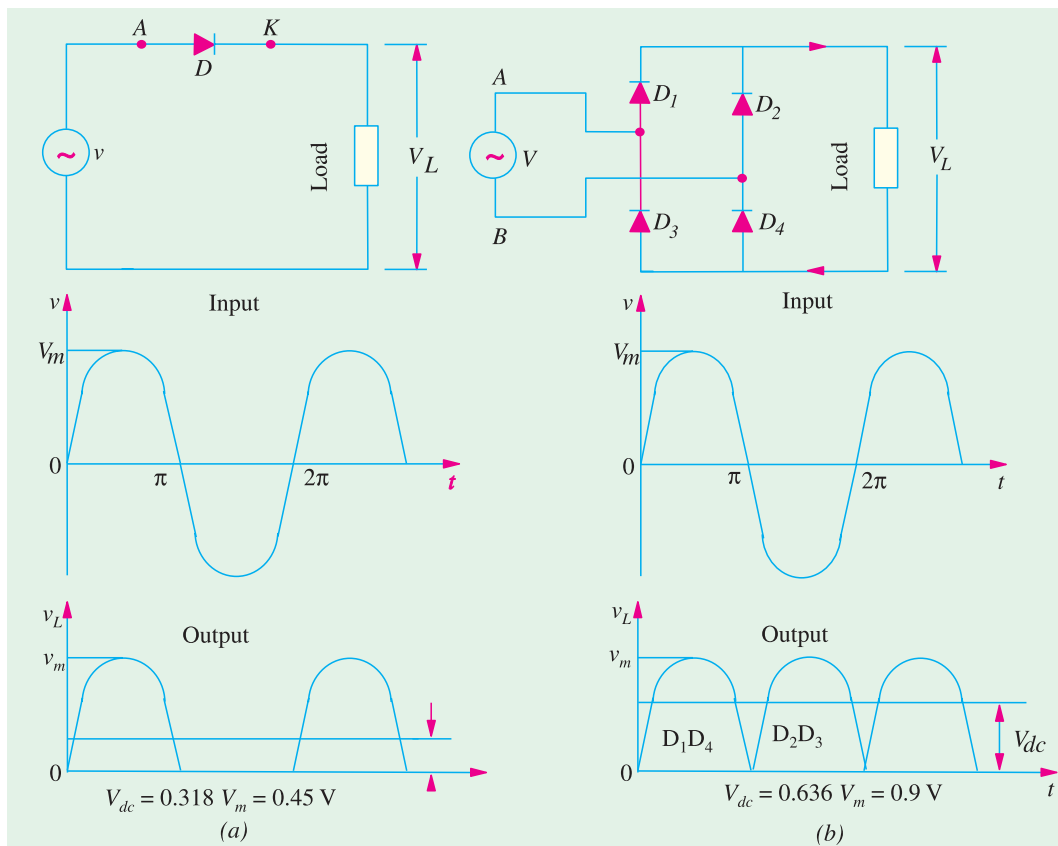 A
K
D
v
Load
V_L
A
D_1
D_2
V
Load
V_L
B
D_3
D_4
v
Input
V_m
0
π
2π
t
v
Input
V_m
0
π
2π
t
v_L
Output
v_m
0
V_dc = 0.318 V_m = 0.45 V
(a)
v_L
Output
v_m
D_1D_4
D_2D_3
V_dc
0
t
V_dc = 0.636 V_m = 0.9 V
(b)